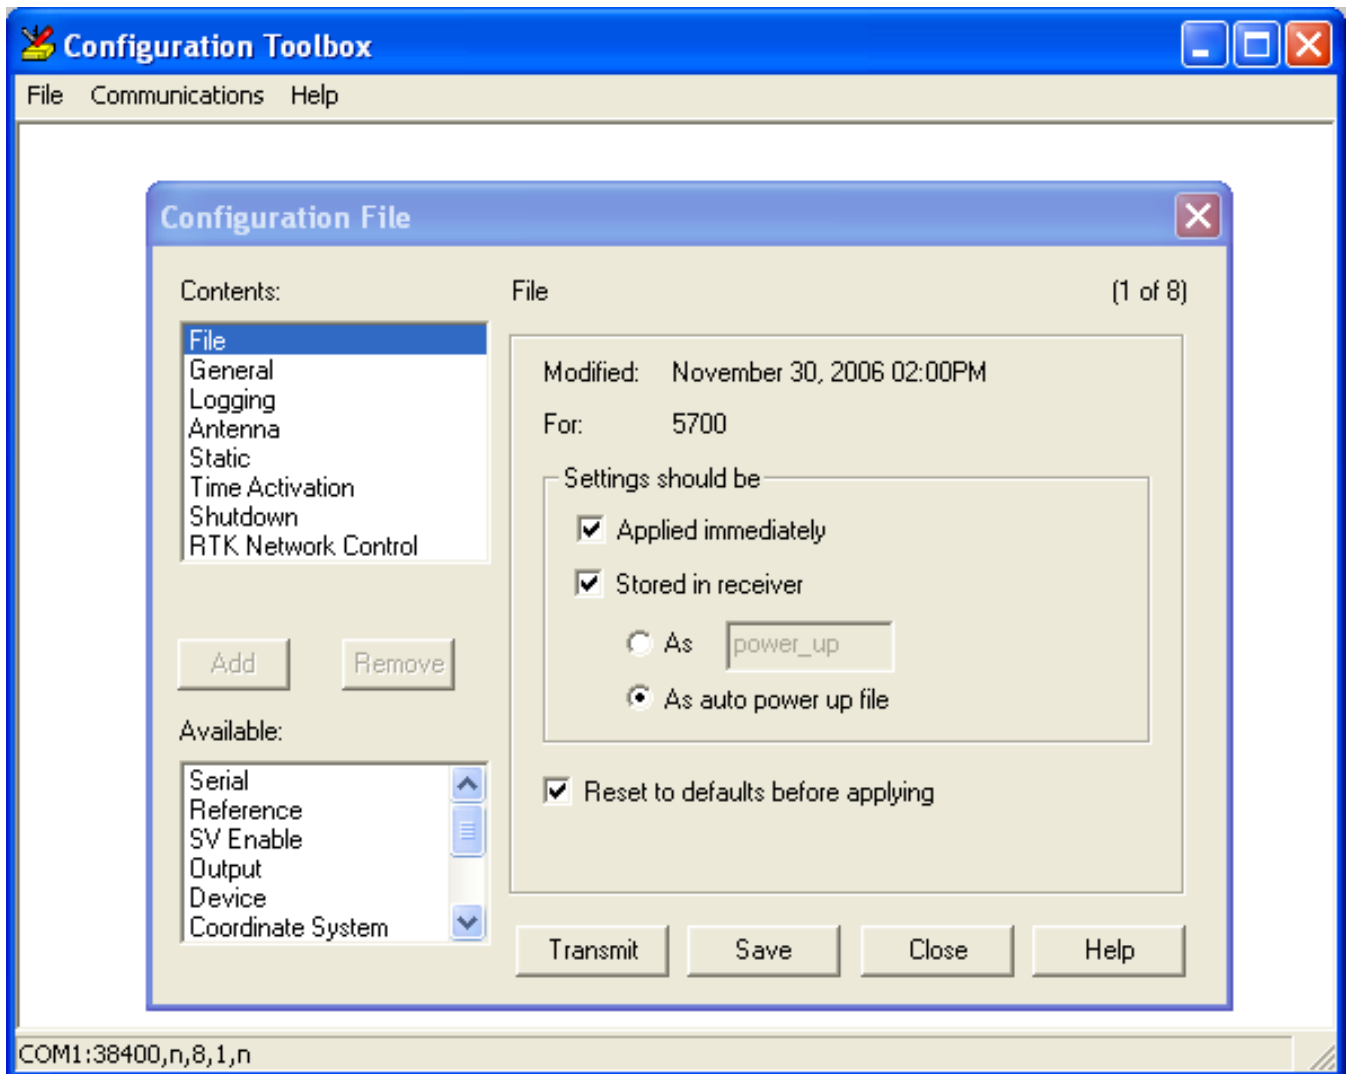 Configuration Toolbox
File Communications Help
Configuration File
Contents:
File
General
Logging
Antenna
Static
Time Activation
Shutdown
RTK Network Control
Add Remove
Available:
Serial
Reference
SV Enable
Output
Device
Coordinate System
File (1 of 8)
Modified: November 30, 2006 02:00PM
For: 5700
Settings should be
Applied immediately
Stored in receiver
As power_up
As auto power up file
Reset to defaults before applying
Transmit Save Close Help
COM1:38400,n,8,1,n